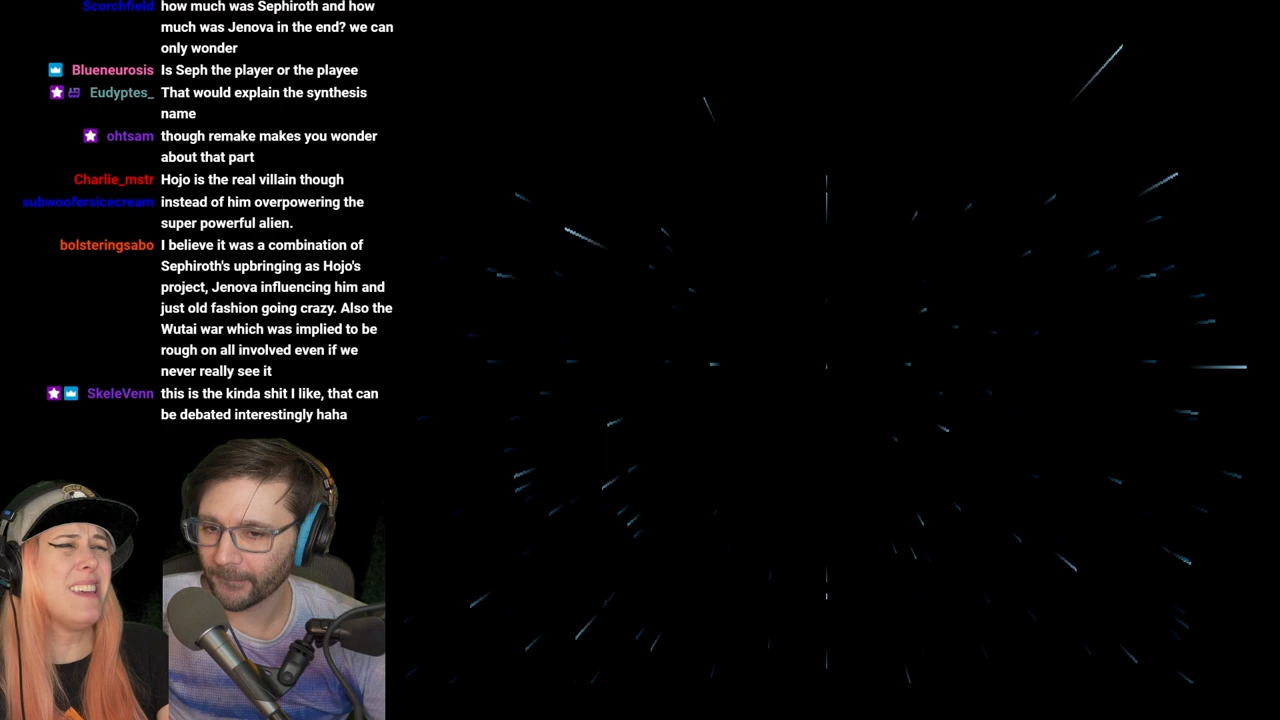 Scorchfield how much was Sephiroth and how
much was Jenova in the end? we can
only wonder
Blueneurosis Is Seph the player or the playee
Eudyptes_ That would explain the synthesis
name
ohtsam though remake makes you wonder
about that part
Charlie_mstr Hojo is the real villain though
subwoofersicecream instead of him overpowering the
super powerful alien.
bolsteringsabo I believe it was a combination of
Sephiroth's upbringing as Hojo's
project, Jenova influencing him and
just old fashion going crazy. Also the
Wutai war which was implied to be
rough on all involved even if we
never really see it
SkeleVenn this is the kinda shit I like, that can
be debated interestingly haha